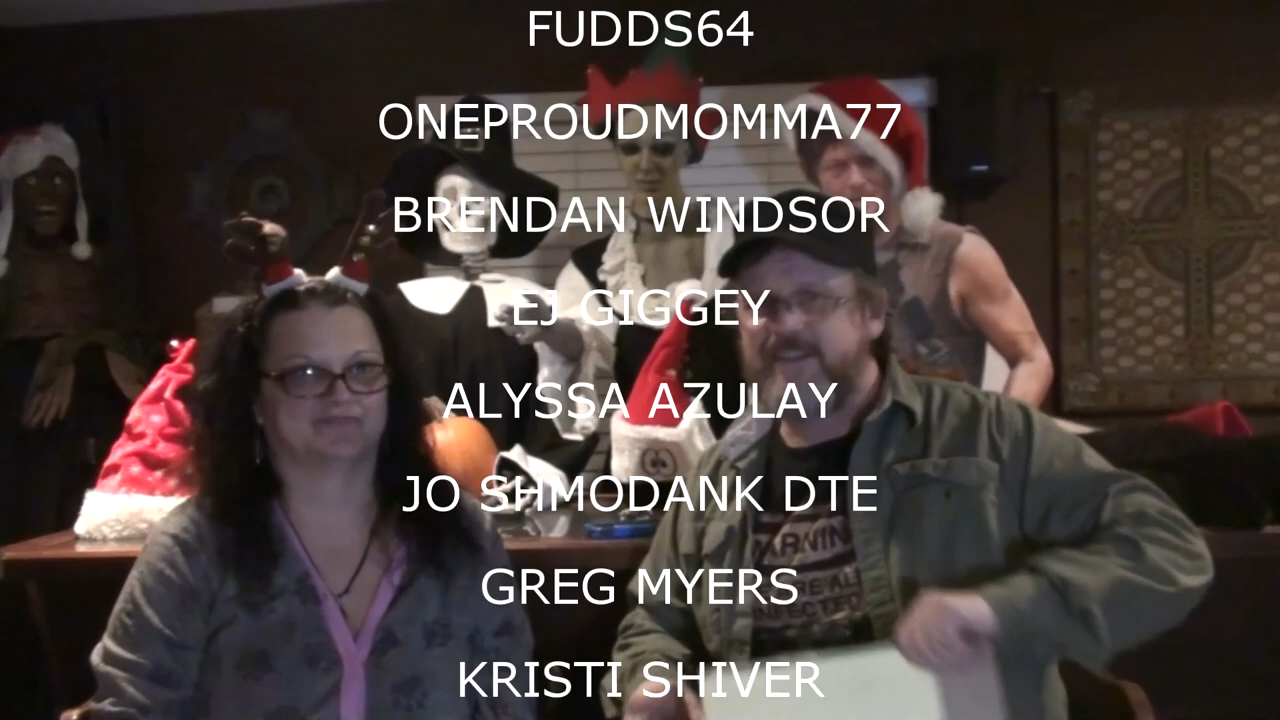 FUDDS64
ONEPROUDMOMMA77
BRENDAN WINDSOR
EJ GIGGEY
ALYSSA AZULAY
JO SHMODANK DTE
GREG MYERS
KRISTI SHIVER